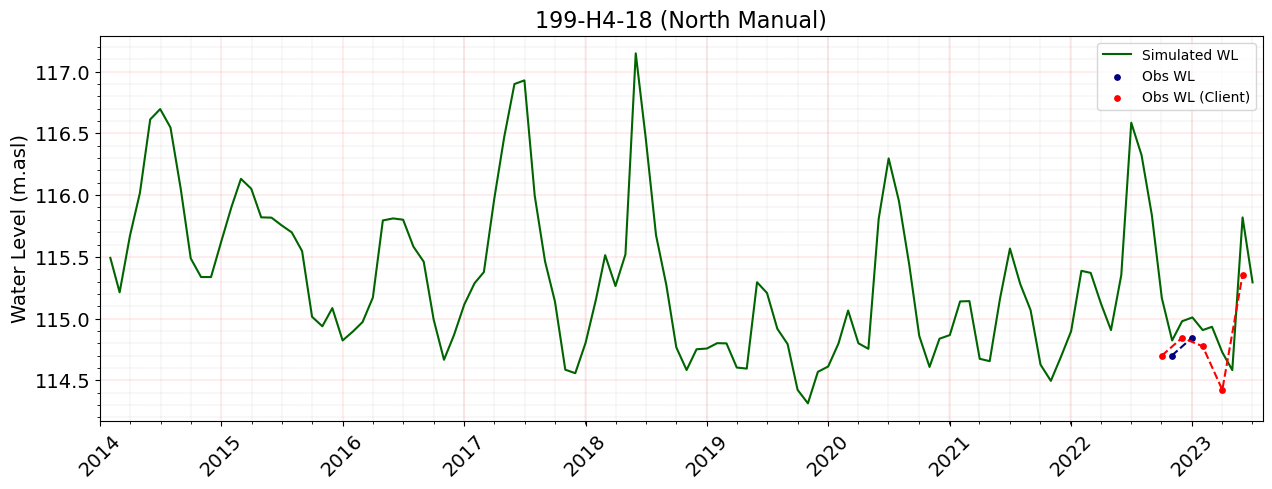 199-H4-18 (North Manual)
Simulated WL
Obs WL
Obs WL (Client)
Water Level (m.asl)
117.0
116.5
116.0
115.5
115.0
114.5
2014 2015 2016 2017 2018 2019 2020 2021 2022 2023